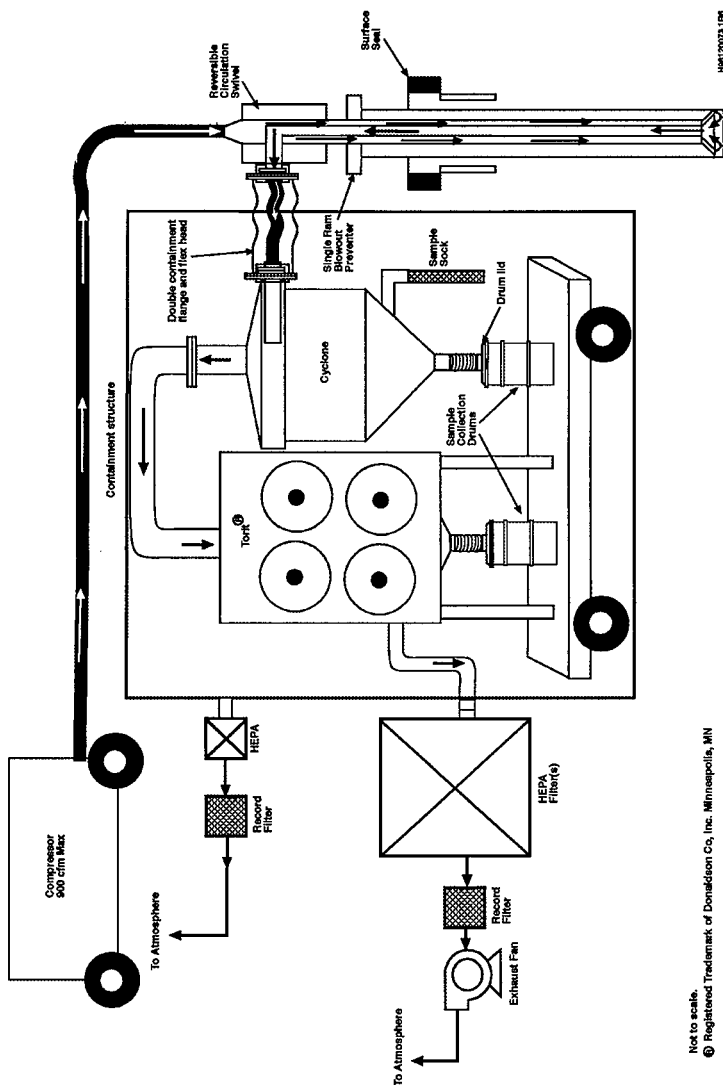 Compressor
900 cfm Max
To Atmosphere
Record
Filter
HEPA
Containment structure
Double containment
flange and flex head
Reversible
Circulation
Swivel
Surface
Seal
Single Ram
Blowout
Preventer
Sample
Sock
Drum lid
Cyclone
Torit®
Sample
Collection
Drums
HEPA
Filter(s)
Record
Filter
Exhaust Fan
To Atmosphere
Not to scale.
® Registered Trademark of Donaldson Co, Inc. Minneapolis, MN